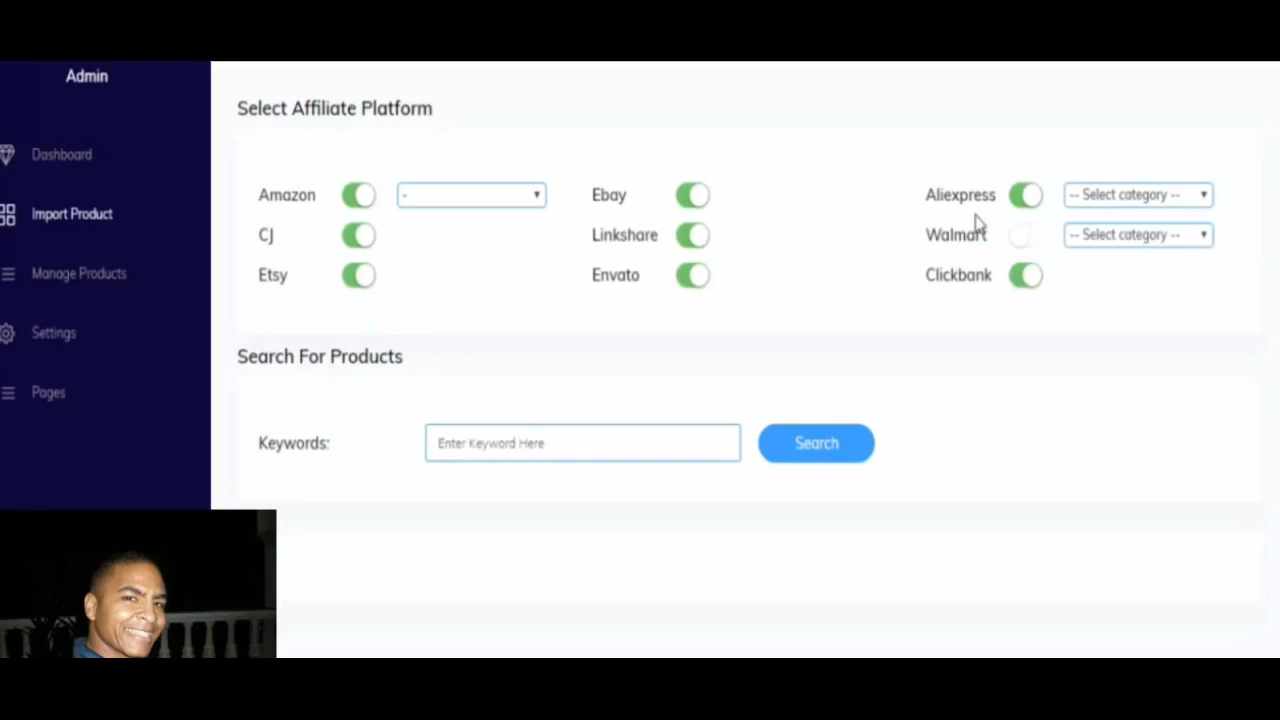 Admin
Dashboard
Import Product
Manage Products
Settings
Pages
Select Affiliate Platform
Amazon - Ebay Aliexpress -- Select category --
CJ Linkshare Walmart -- Select category --
Etsy Envato Clickbank
Search For Products
Keywords: Enter Keyword Here Search